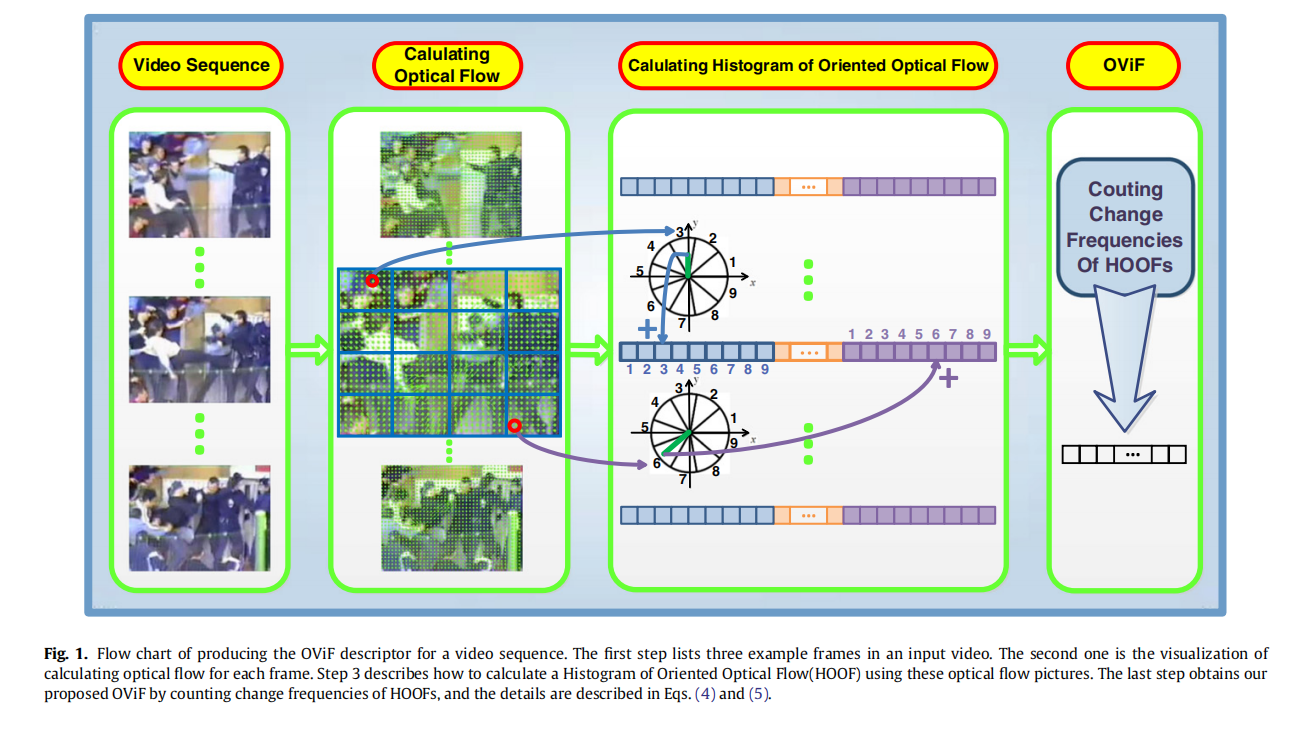 Video Sequence
Calulating
Optical Flow
Calulating Histogram of Oriented Optical Flow
OViF
...
y
3
2
4
1
5
x
6
9
7
8
+
1 2 3 4 5 6 7 8 9
...
1 2 3 4 5 6 7 8 9
+
y
3
2
4
1
5
x
9
6
8
7
...
Couting
Change
Frequencies
Of HOOFs
...
Fig. 1. Flow chart of producing the OViF descriptor for a video sequence. The first step lists three example frames in an input video. The second one is the visualization of
calculating optical flow for each frame. Step 3 describes how to calculate a Histogram of Oriented Optical Flow(HOOF) using these optical flow pictures. The last step obtains our
proposed OViF by counting change frequencies of HOOFs, and the details are described in Eqs. (4) and (5).